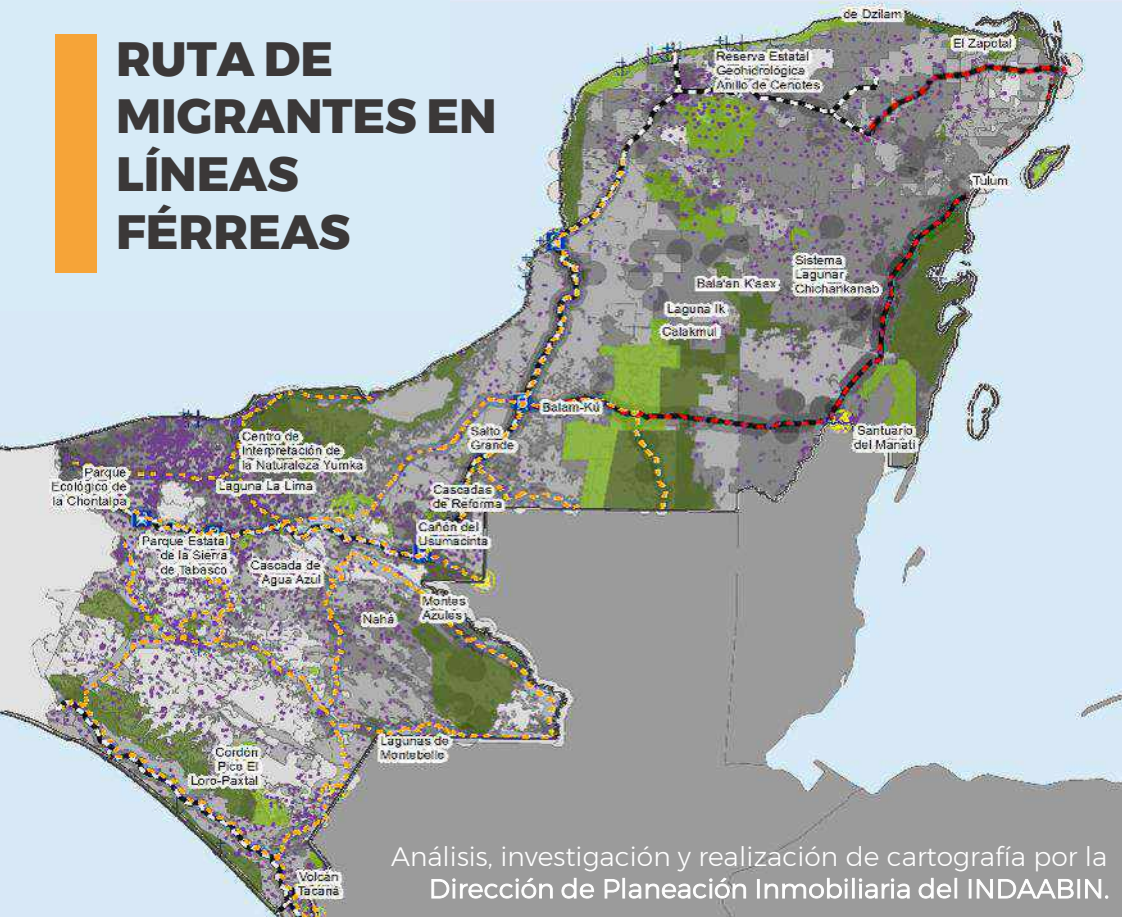 RUTA DE
MIGRANTES EN
LÍNEAS
FÉRREAS
de Dzilam
El Zapotal
Reserva Estatal
Geohidrológica
Anillo de Cenotes
Tulum
Sistema
Lagunar
Chichankanab
Bala'an K'aax
Laguna Ik
Calakmul
Balam-Kú
Santuario
del Manatí
Salto
Grande
Centro de
Interpretación de
la Naturaleza Yumka
Parque
Ecológico de
la Chontalpa
Laguna La Lima
Cascadas
de Reforma
Cañón del
Usumacinta
Parque Estatal
de la Sierra
de Tabasco
Cascada de
Agua Azul
Montes
Azules
Nahá
Lagunas de
Montebello
Cordón
Pico El
Loro-Paxtal
Volcán
Tacaná
Análisis, investigación y realización de cartografía por la
Dirección de Planeación Inmobiliaria del INDAABIN.